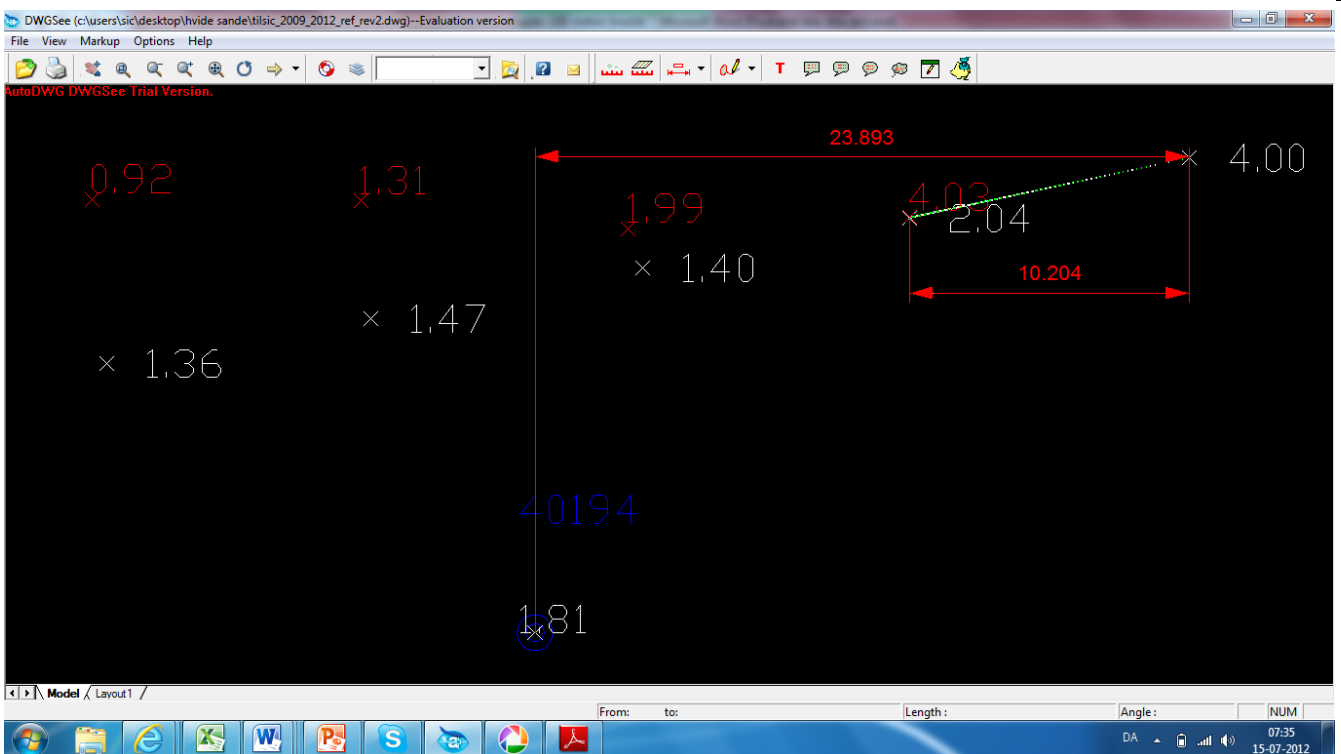 DWGSee (c:\users\sic\desktop\hvide sande\tilsic_2009_2012_ref_rev2.dwg)--Evaluation version
File View Markup Options Help
T
AutoDWG DWGSee Trial Version.
23.893
4.00
0.92
1.31
1.99
4.03
2.04
1.40
10.204
1.47
1.36
40194
1.81
Model Layout1
From: to: Length : Angle : NUM
DA 07:35
15-07-2012